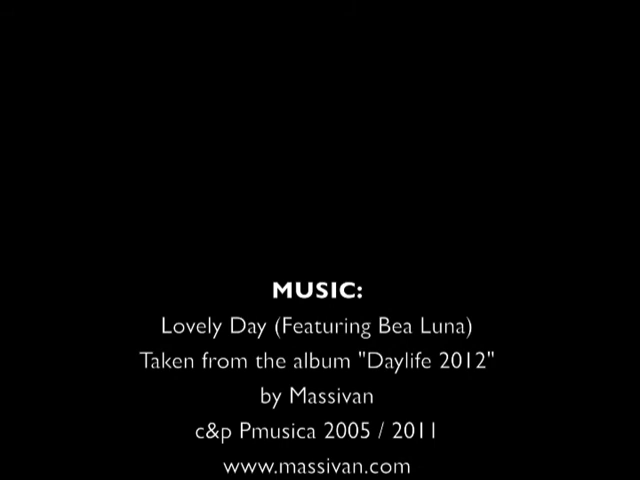 MUSIC:
Lovely Day (Featuring Bea Luna)
Taken from the album "Daylife 2012"
by Massivan
c&p Pmusica 2005 / 2011
www.massivan.com